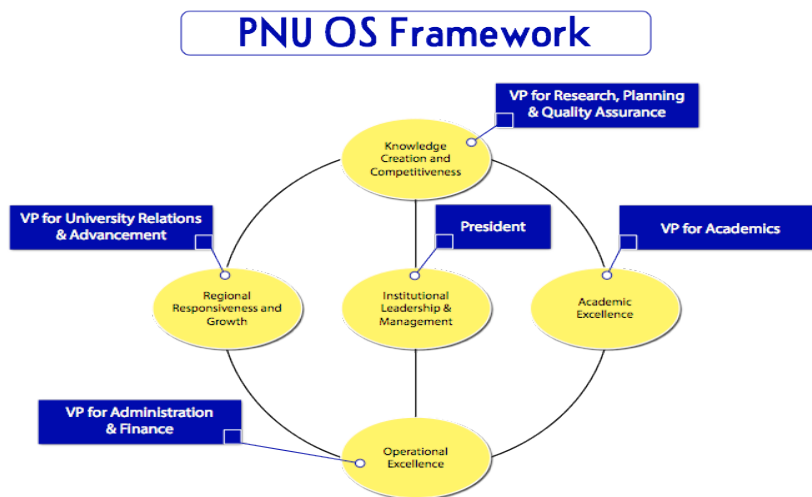 PNU OS Framework
VP for Research, Planning
& Quality Assurance
Knowledge
Creation and
Competitiveness
VP for University Relations
& Advancement
President
VP for Academics
Regional
Responsiveness and
Growth
Institutional
Leadership &
Management
Academic
Excellence
VP for Administration
& Finance
Operational
Excellence